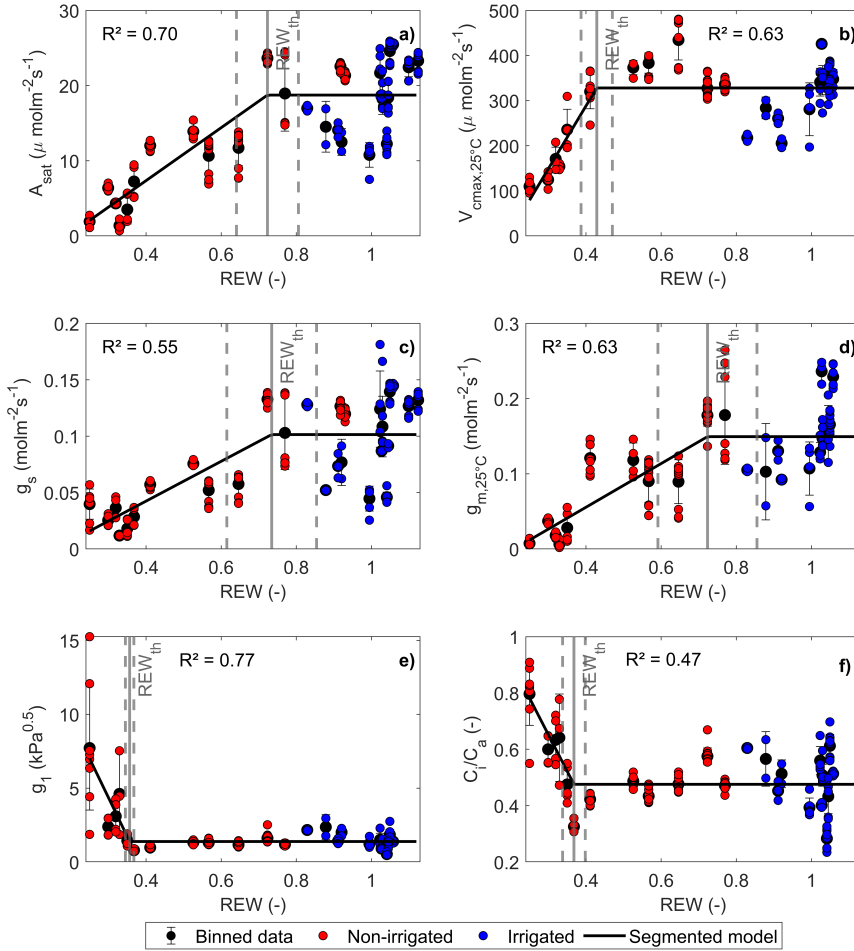 R² = 0.70
a)
REW_th
A_sat (μ molm⁻²s⁻¹)
30
20
10
0
0.4 0.6 0.8 1
REW (-)
R² = 0.63
b)
REW_th
V_cmax,25°C (μ molm⁻²s⁻¹)
500
400
300
200
100
0
0.4 0.6 0.8 1
REW (-)
R² = 0.55
c)
REW_th
g_s (molm⁻²s⁻¹)
0.2
0.15
0.1
0.05
0
0.4 0.6 0.8 1
REW (-)
R² = 0.63
d)
REW_th
g_m,25°C (molm⁻²s⁻¹)
0.3
0.2
0.1
0
0.4 0.6 0.8 1
REW (-)
R² = 0.77
e)
REW_th
g_1 (kPa^0.5)
15
10
5
0
0.4 0.6 0.8 1
REW (-)
R² = 0.47
f)
REW_th
C_i/C_a (-)
1
0.8
0.6
0.4
0.2
0.4 0.6 0.8 1
REW (-)
Binned data Non-irrigated Irrigated Segmented model